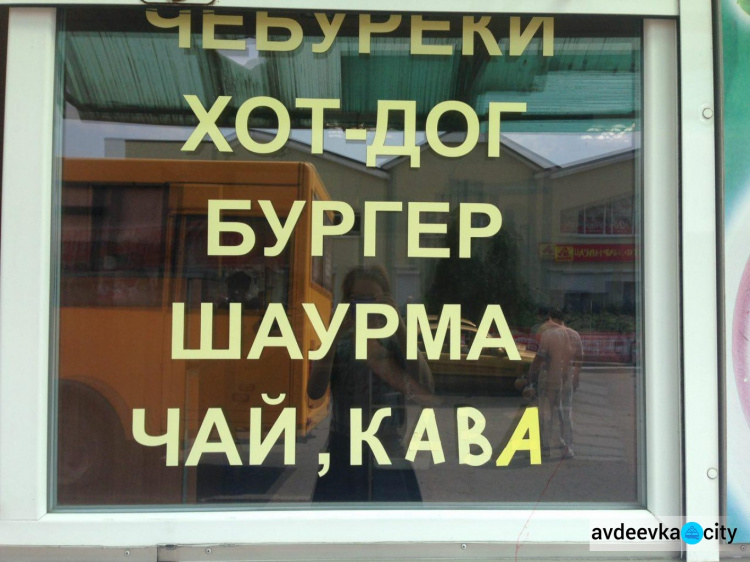 ЧЕБУРЕКИ
ХОТ-ДОГ
БУРГЕР
ШАУРМА
ЧАЙ, КАВА
avdeevka city